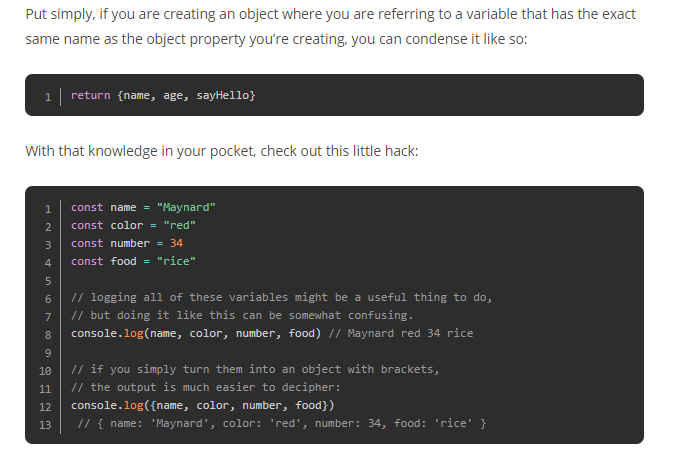 Put simply, if you are creating an object where you are referring to a variable that has the exact
same name as the object property you’re creating, you can condense it like so:
1 return {name, age, sayHello}
With that knowledge in your pocket, check out this little hack:
1 const name = "Maynard"
2 const color = "red"
3 const number = 34
4 const food = "rice"
5
6 // logging all of these variables might be a useful thing to do,
7 // but doing it like this can be somewhat confusing.
8 console.log(name, color, number, food) // Maynard red 34 rice
9
10 // if you simply turn them into an object with brackets,
11 // the output is much easier to decipher:
12 console.log({name, color, number, food})
13 // { name: 'Maynard', color: 'red', number: 34, food: 'rice' }